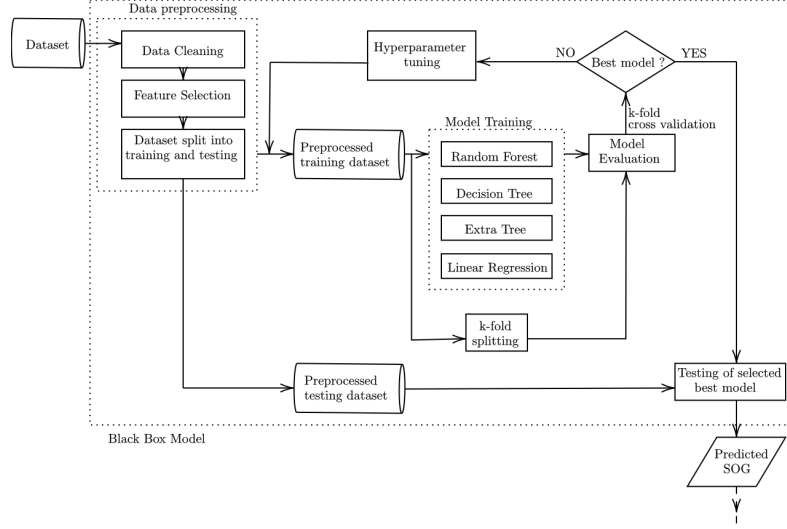 Data preprocessing
Dataset
Data Cleaning
Feature Selection
Dataset split into
training and testing
Hyperparameter
tuning
NO
Best model ?
YES
k-fold
cross validation
Preprocessed
training dataset
Model Training
Random Forest
Decision Tree
Extra Tree
Linear Regression
Model
Evaluation
k-fold
splitting
Preprocessed
testing dataset
Testing of selected
best model
Black Box Model
Predicted
SOG